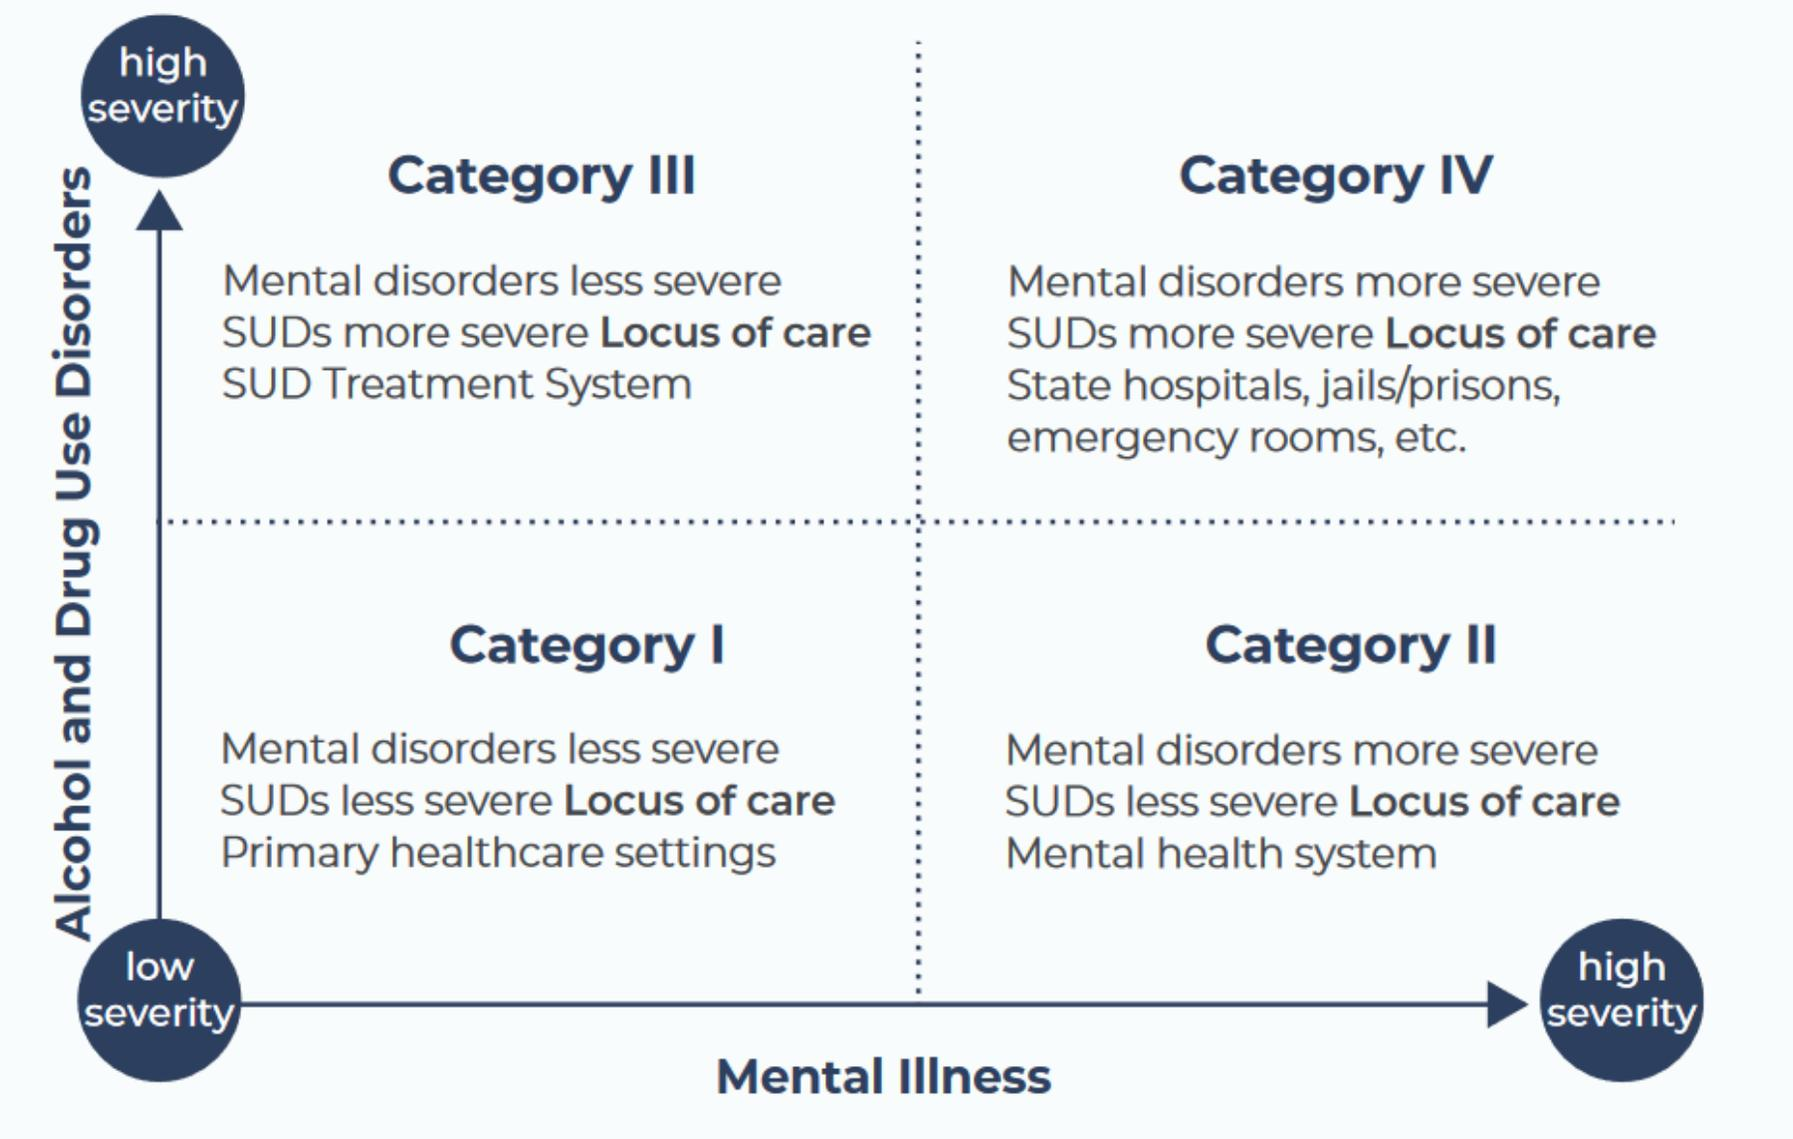 high
severity
Alcohol and Drug Use Disorders
Category III
Mental disorders less severe
SUDs more severe Locus of care
SUD Treatment System
Category IV
Mental disorders more severe
SUDs more severe Locus of care
State hospitals, jails/prisons,
emergency rooms, etc.
Category I
Mental disorders less severe
SUDs less severe Locus of care
Primary healthcare settings
Category II
Mental disorders more severe
SUDs less severe Locus of care
Mental health system
low
severity
high
severity
Mental Illness